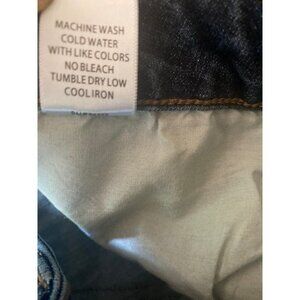 MACHINE WASH
COLD WATER
WITH LIKE COLORS
NO BLEACH
TUMBLE DRY LOW
COOL IRON